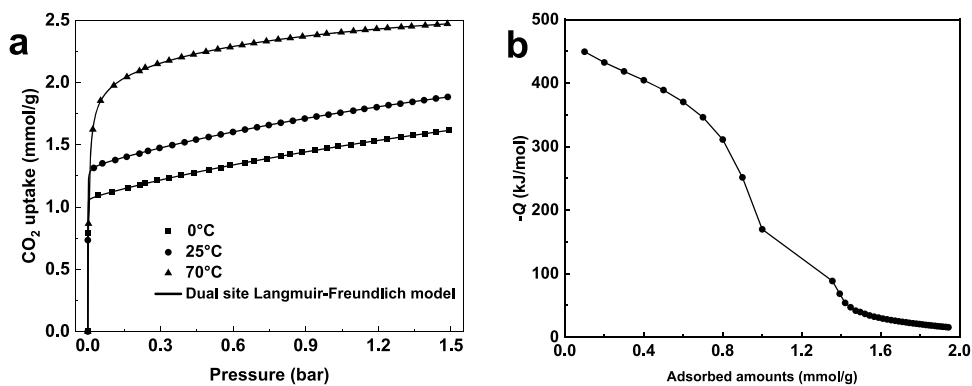 a
CO₂ uptake (mmol/g)
2.5
2.0
1.5
1.0
0.5
0.0
0°C
25°C
70°C
Dual site Langmuir-Freundlich model
0.0 0.3 0.6 0.9 1.2 1.5
Pressure (bar)
b
-Q (kJ/mol)
500
400
300
200
100
0
0.0 0.4 0.8 1.2 1.6 2.0
Adsorbed amounts (mmol/g)